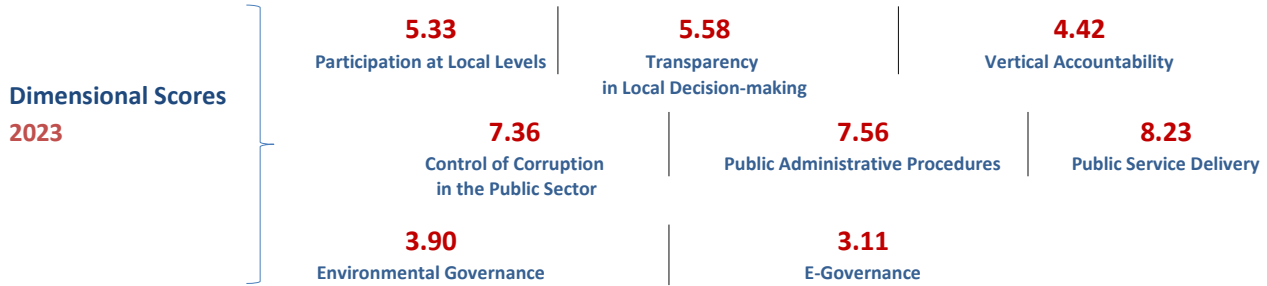 Dimensional Scores
2023
5.33
Participation at Local Levels
5.58
Transparency
in Local Decision-making
4.42
Vertical Accountability
7.36
Control of Corruption
in the Public Sector
7.56
Public Administrative Procedures
8.23
Public Service Delivery
3.90
Environmental Governance
3.11
E-Governance